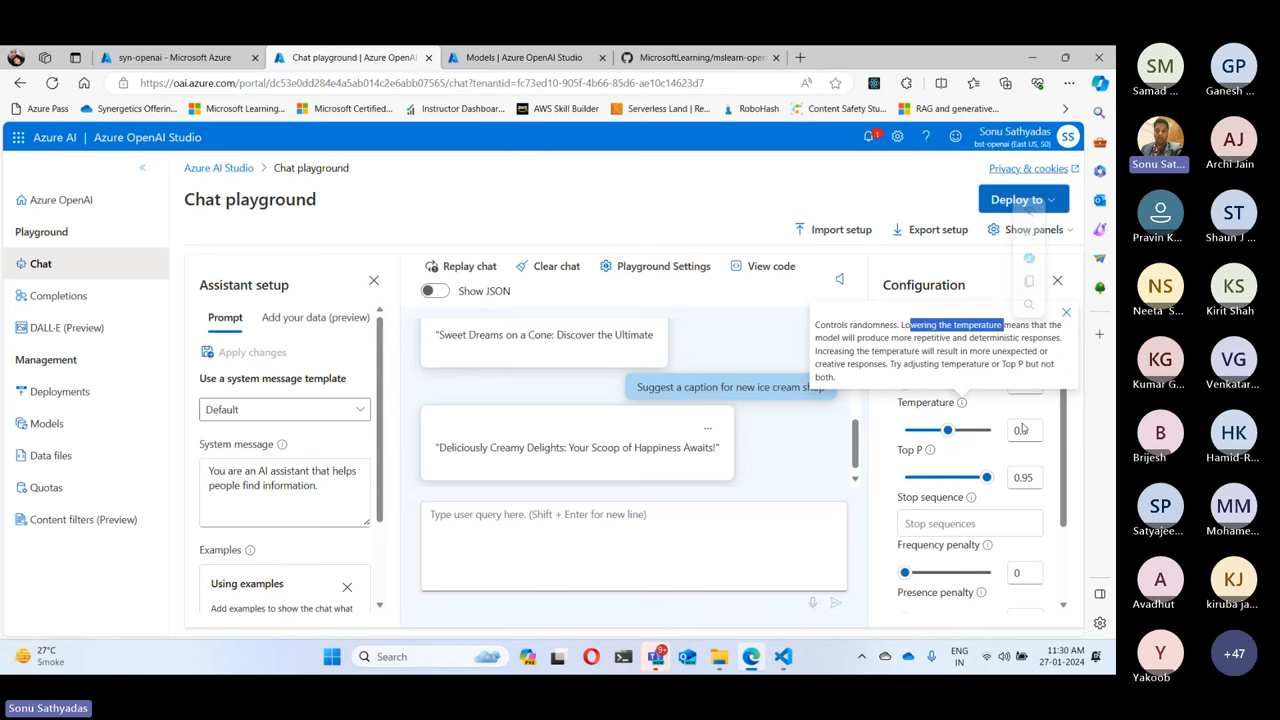 syn-openai - Microsoft Azure
Chat playground | Azure OpenAI
Models | Azure OpenAI Studio
MicrosoftLearning/mslearn-open
https://oai.azure.com/portal/dc53e0dd284e4a5ab014c2e6abb07565/chat?tenantid=fc73ed10-905f-4b66-85d6-ae10c14623d7
Azure Pass
Synergetics Offering...
Microsoft Learning...
Microsoft Certified...
Instructor Dashboar...
AWS Skill Builder
Serverless Land | Re...
RoboHash
Content Safety Stu...
RAG and generative...
Azure AI | Azure OpenAI Studio
1
Sonu Sathyadas
bst-openai (East US, S0)
SS
Azure AI Studio > Chat playground
Privacy & cookies
Chat playground
Deploy to
Import setup
Export setup
Show panels
Azure OpenAI
Playground
Chat
Completions
DALL·E (Preview)
Management
Deployments
Models
Data files
Quotas
Content filters (Preview)
Assistant setup
Prompt
Add your data (preview)
Apply changes
Use a system message template
Default
System message
You are an AI assistant that helps
people find information.
Examples
Using examples
Add examples to show the chat what
Replay chat
Clear chat
Playground Settings
View code
Show JSON
"Sweet Dreams on a Cone: Discover the Ultimate
Suggest a caption for new ice cream shop
"Deliciously Creamy Delights: Your Scoop of Happiness Awaits!"
Type user query here. (Shift + Enter for new line)
Configuration
Controls randomness. Lowering the temperature means that the
model will produce more repetitive and deterministic responses.
Increasing the temperature will result in more unexpected or
creative responses. Try adjusting temperature or Top P but not
both.
Temperature
Top P
0.95
Stop sequence
Stop sequences
Frequency penalty
0
Presence penalty
27°C
Smoke
Search
PRE
9+
NEW
NEW
ENG
IN
11:30 AM
27-01-2024
SM
Samad ...
GP
Ganesh ...
Sonu Sat...
AJ
Archi Jain
Pravin K...
ST
Shaun J ...
NS
Neeta S...
KS
Kirit Shah
KG
Kumar G...
VG
Venkatar...
B
Brijesh
HK
Hamid-R...
SP
Satyajee...
MM
Mohame...
A
Avadhut
KJ
kiruba ja...
Y
Yakoob
+47
Sonu Sathyadas